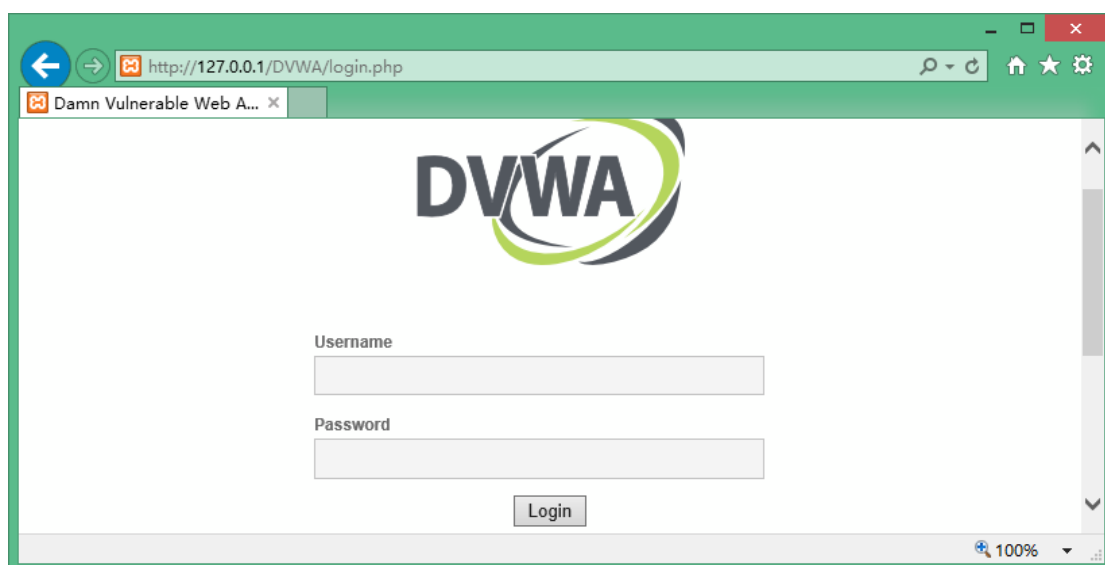 http://127.0.0.1/DVWA/login.php
Damn Vulnerable Web A...
DVWA
Username
Password
Login
100%